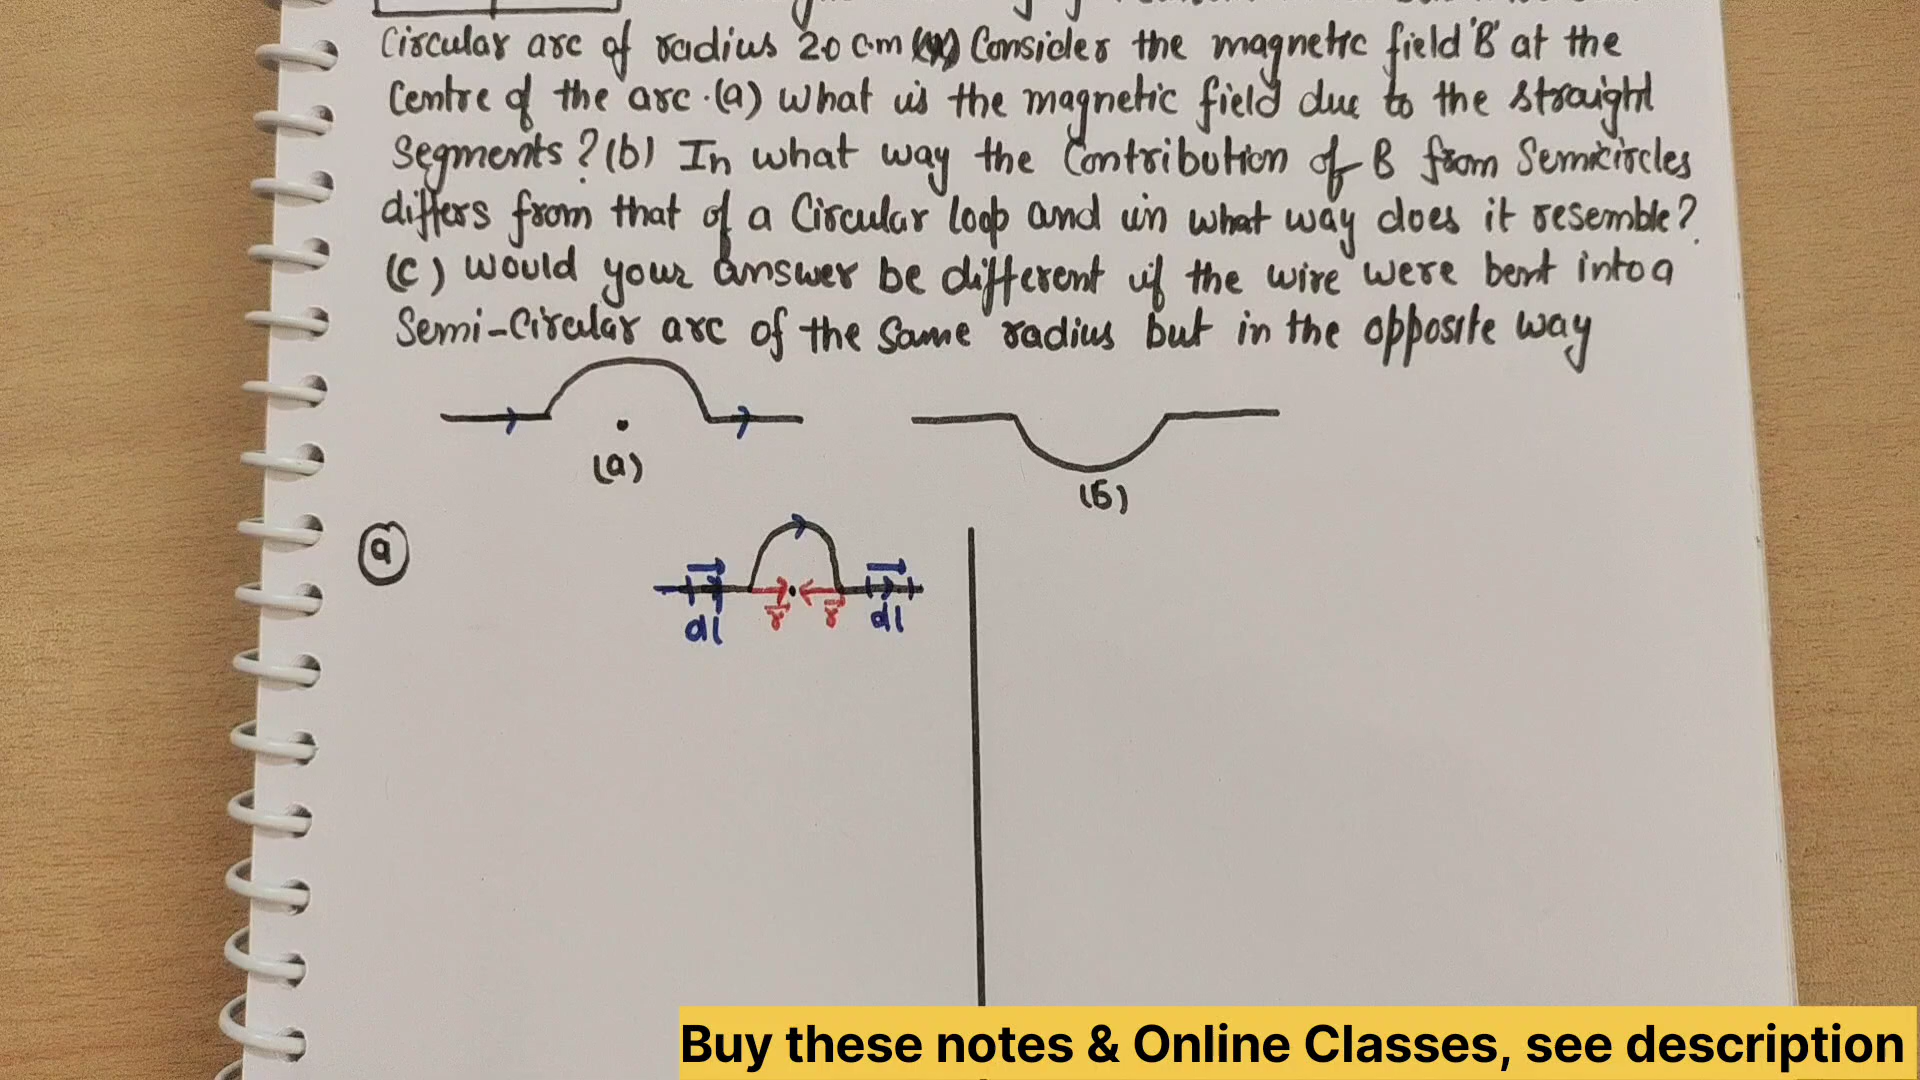 Circular arc of radius 2.0 cm Consider the magnetic field 'B' at the
Centre of the arc. (a) What is the magnetic field due to the straight
Segments? (b) In what way the Contribution of B from Semicircles
differs from that of a Circular loop and in what way does it resemble?
(C) Would your answer be different if the wire were bent into a
Semi-Circular arc of the Same radius but in the opposite way
(a)
(b)
a
dl r r dl
Buy these notes & Online Classes, see description